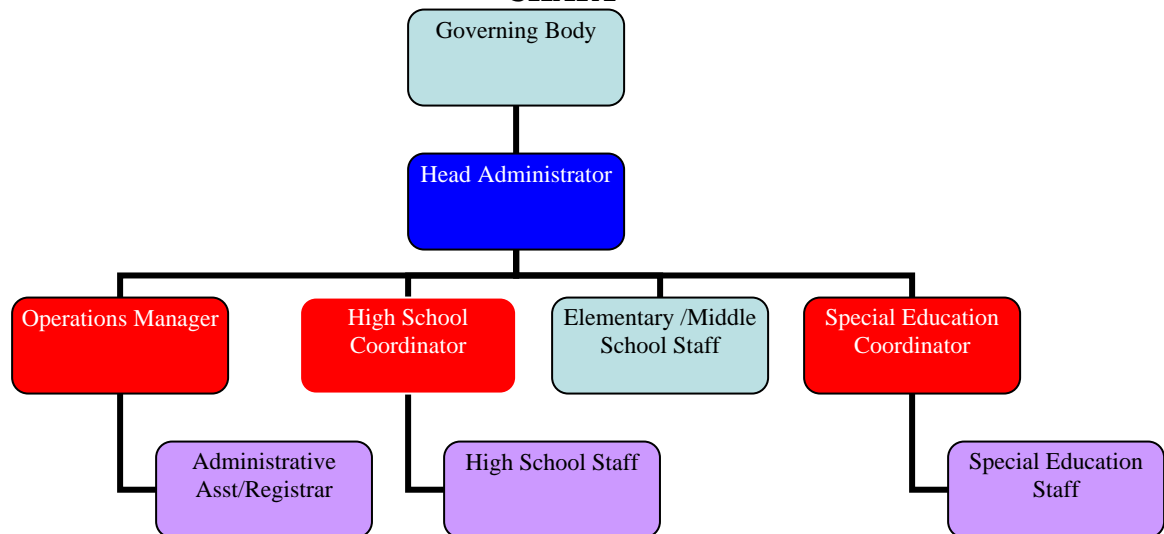 Governing Body
Head Administrator
Operations Manager
High School
Coordinator
Elementary /Middle
School Staff
Special Education
Coordinator
Administrative
Asst/Registrar
High School Staff
Special Education
Staff